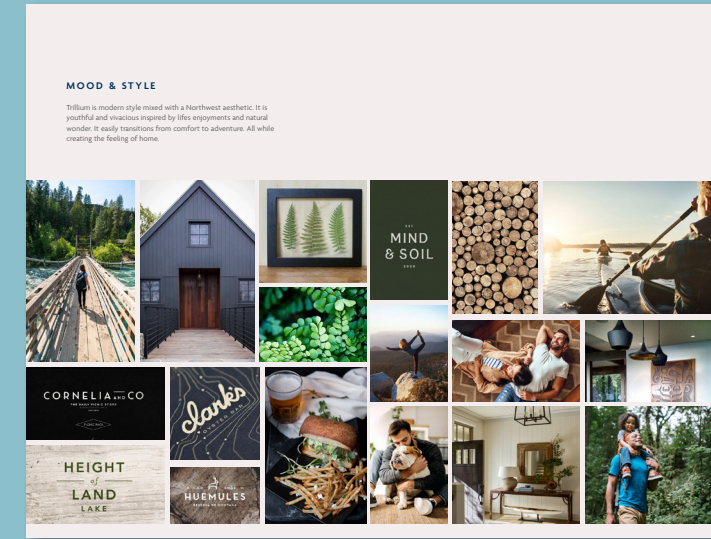 MOOD & STYLE
Trillium is modern style mixed with a Northwest aesthetic. It is
youthful and vivacious inspired by lifes enjoyments and natural
wonder. It easily transitions from comfort to adventure. All while
creating the feeling of home.
MIND
& SOIL
CORNELIA AND CO
clark's
OYSTER BAR
HEIGHT
of
LAND
LAKE
HUEMULES